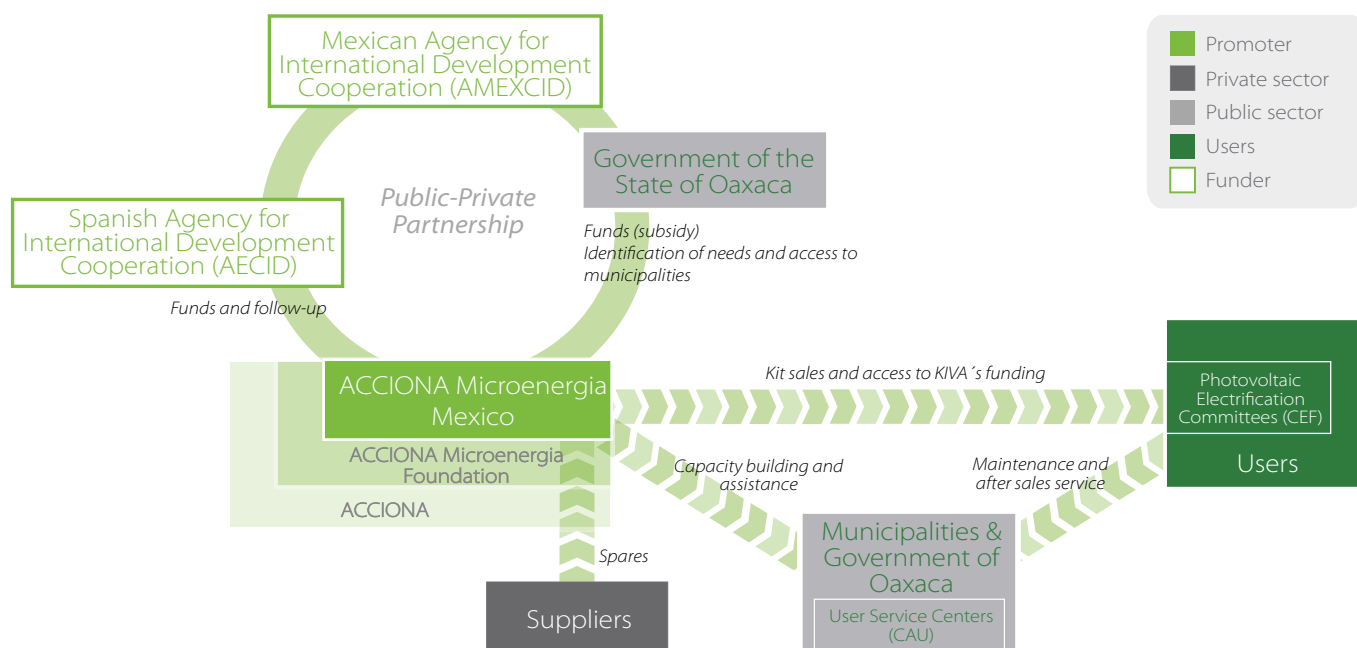 Mexican Agency for
International Development
Cooperation (AMEXCID)
Promoter
Private sector
Public sector
Users
Funder
Government of the
State of Oaxaca
Public-Private
Partnership
Spanish Agency for
International Development
Cooperation (AECID)
Funds (subsidy)
Identification of needs and access to
municipalities
Funds and follow-up
ACCIONA Microenergia
Mexico
Kit sales and access to KIVA´s funding
Photovoltaic
Electrification
Committees (CEF)
Users
ACCIONA Microenergia
Foundation
ACCIONA
Capacity building and
assistance
Maintenance and
after sales service
Spares
Suppliers
Municipalities &
Government of
Oaxaca
User Service Centers
(CAU)